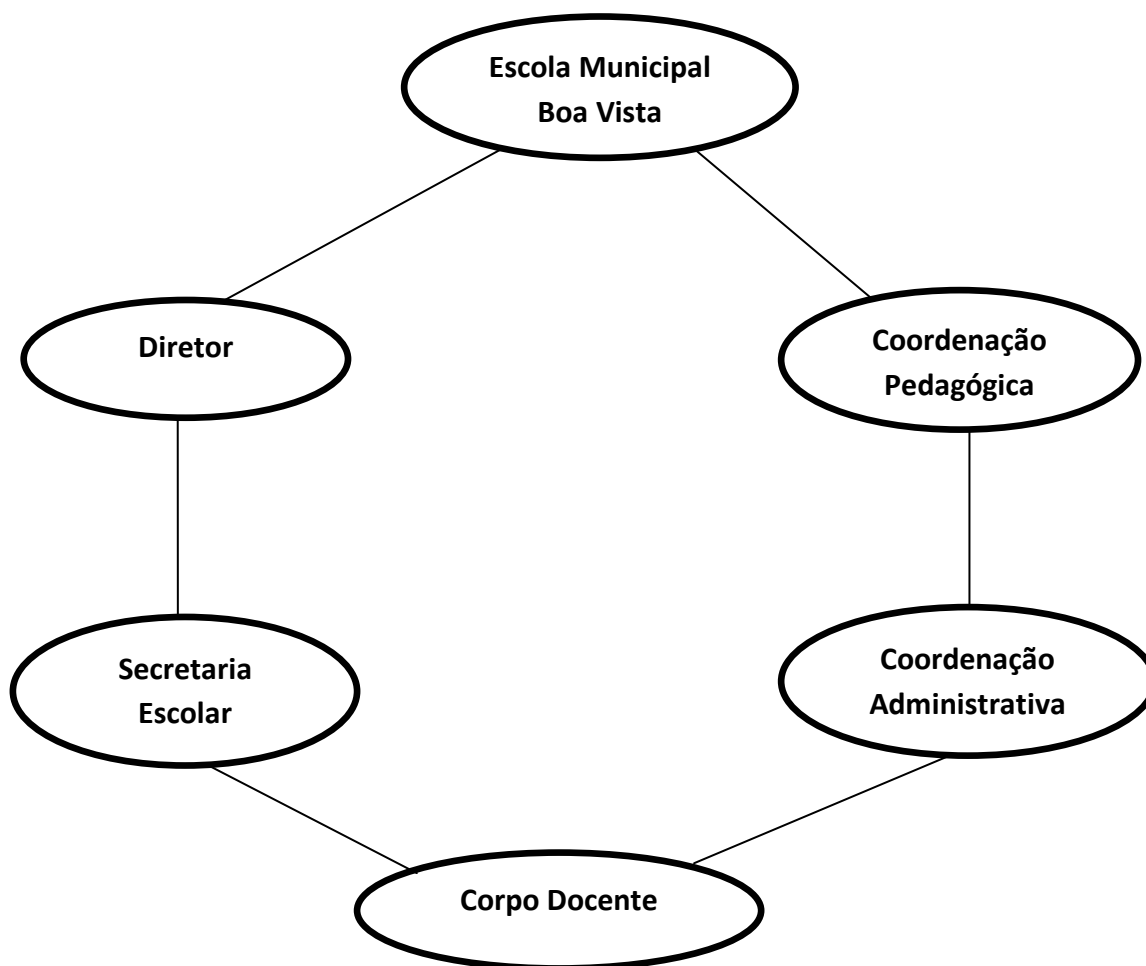 Escola Municipal
Boa Vista
Diretor
Coordenação
Pedagógica
Secretaria
Escolar
Coordenação
Administrativa
Corpo Docente